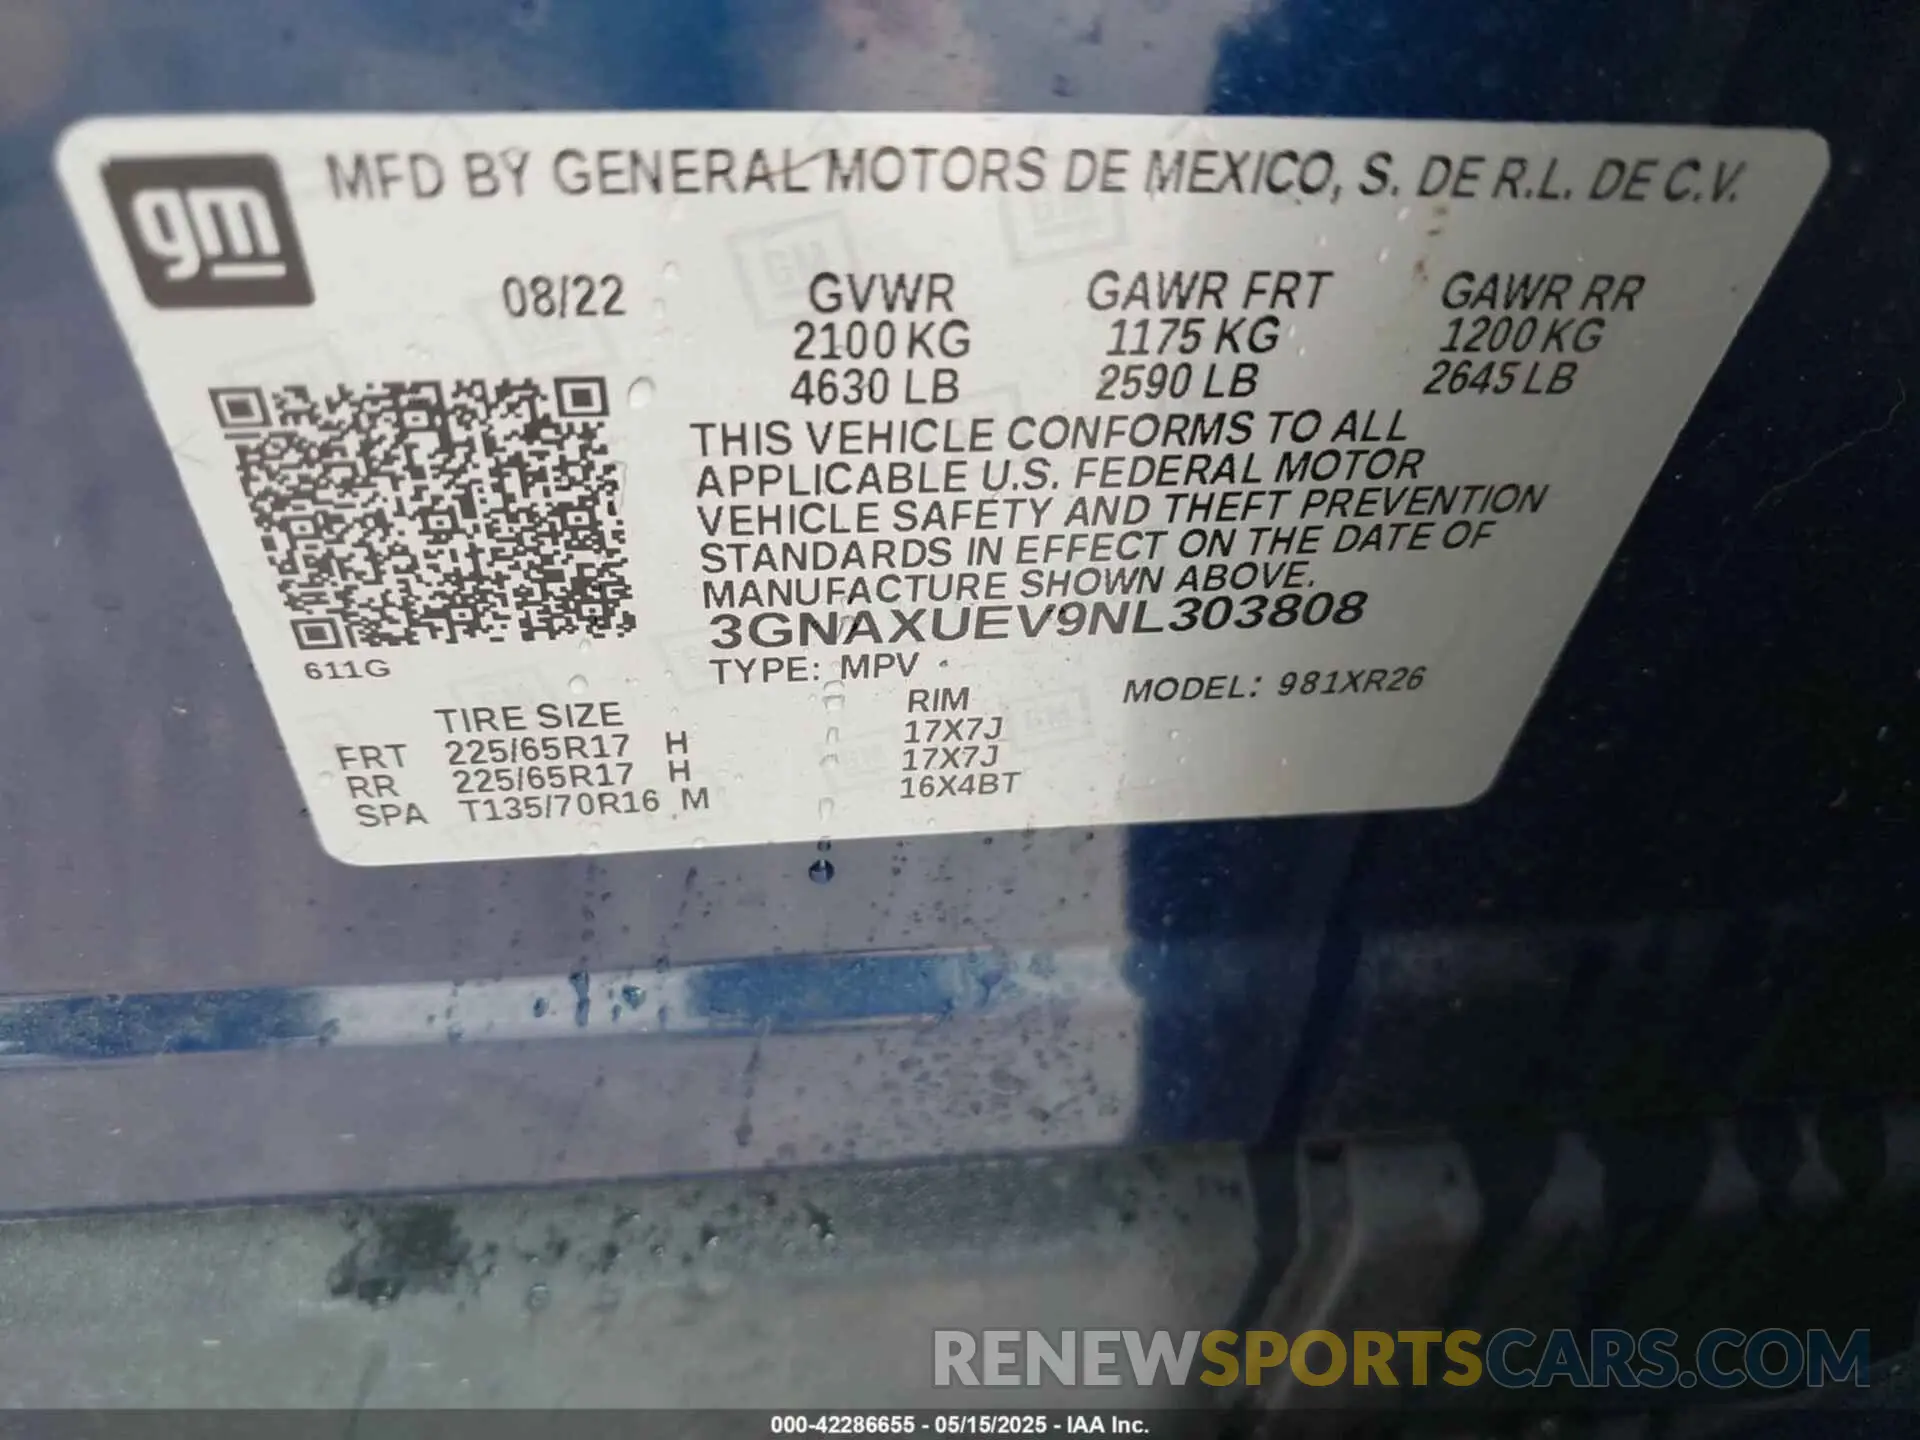 gm
MFD BY GENERAL MOTORS DE MEXICO, S. DE R.L. DE C.V.
08/22 GVWR GAWR FRT GAWR RR
2100 KG 1175 KG 1200 KG
4630 LB 2590 LB 2645 LB
THIS VEHICLE CONFORMS TO ALL
APPLICABLE U.S. FEDERAL MOTOR
VEHICLE SAFETY AND THEFT PREVENTION
STANDARDS IN EFFECT ON THE DATE OF
MANUFACTURE SHOWN ABOVE.
3GNAXUEV9NL303808
611G
TYPE: MPV MODEL: 981XR26
TIRE SIZE RIM
FRT 225/65R17 H 17X7J
RR 225/65R17 H 17X7J
SPA T135/70R16 M 16X4BT
RENEWSPORTSCARS.COM
000-42286655 - 05/15/2025 - IAA Inc.